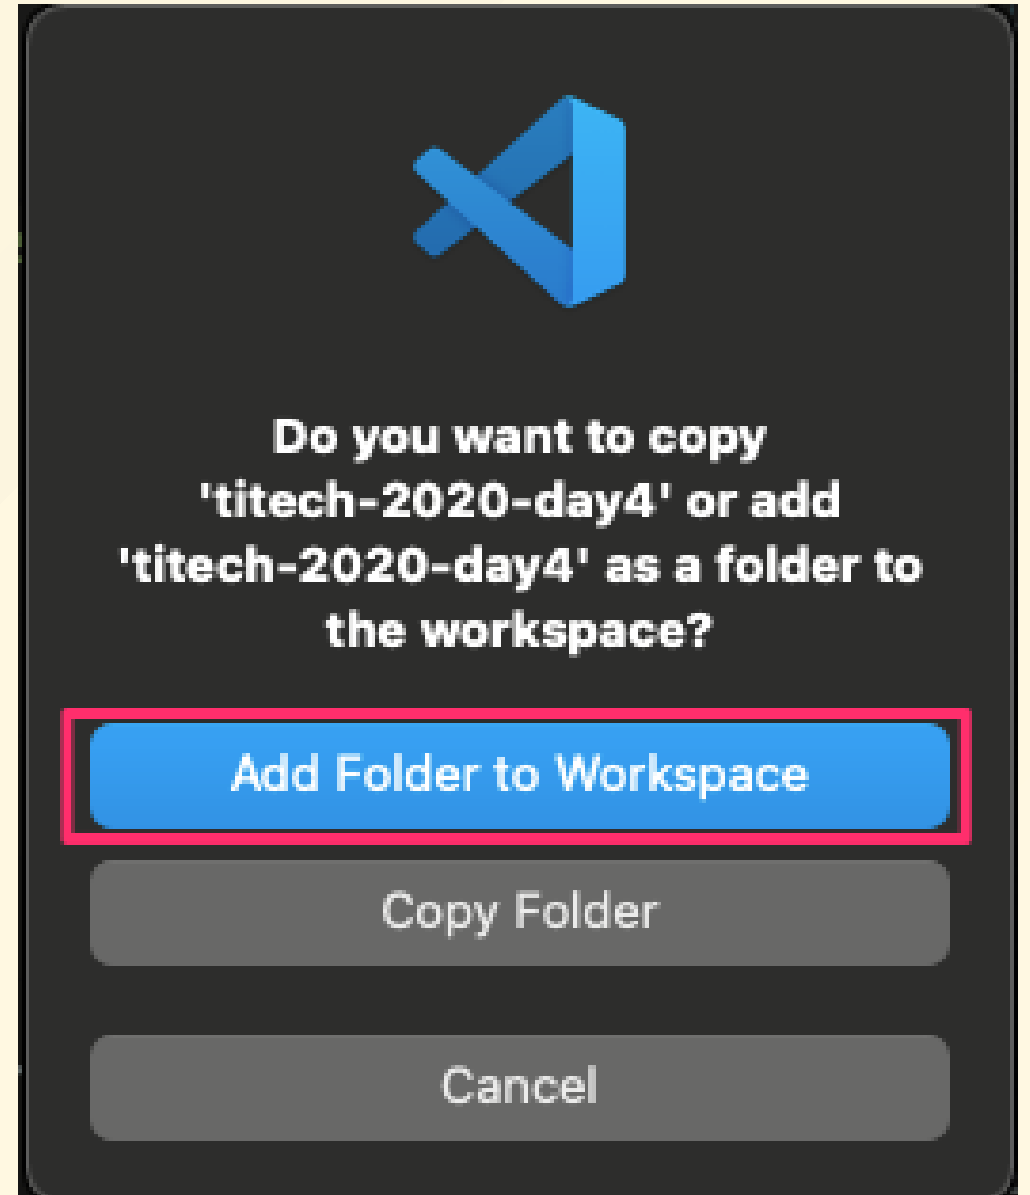 Do you want to copy
'titech-2020-day4' or add
'titech-2020-day4' as a folder to
the workspace?
Add Folder to Workspace
Copy Folder
Cancel